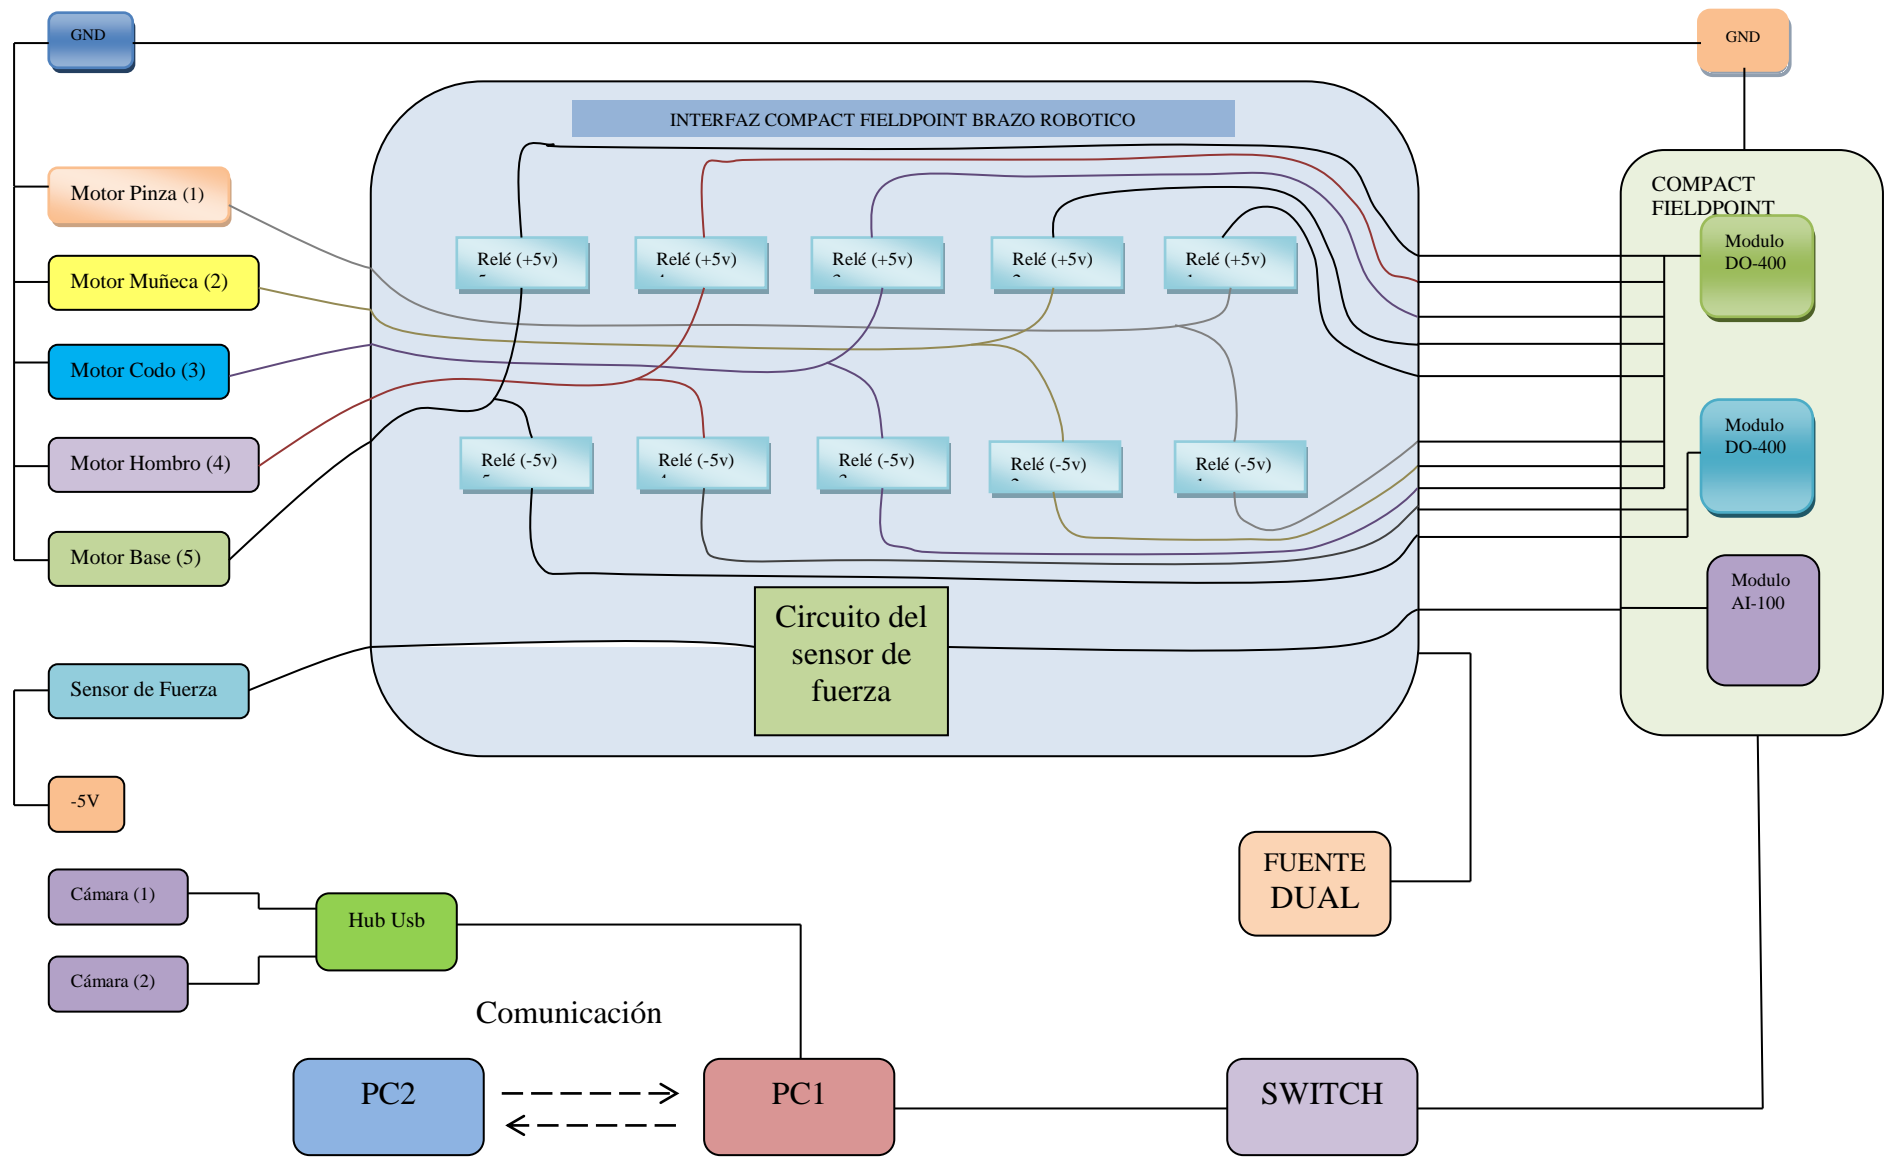 GND
GND
INTERFAZ COMPACT FIELDPOINT BRAZO ROBOTICO
Motor Pinza (1)
Motor Muñeca (2)
Motor Codo (3)
Motor Hombro (4)
Motor Base (5)
Relé (+5v)
Relé (+5v)
Relé (+5v)
Relé (+5v)
Relé (+5v)
Relé (-5v)
Relé (-5v)
Relé (-5v)
Relé (-5v)
Relé (-5v)
COMPACT
FIELDPOINT
Modulo
DO-400
Modulo
DO-400
Modulo
AI-100
Circuito del
sensor de
fuerza
Sensor de Fuerza
-5V
Cámara (1)
Cámara (2)
Hub Usb
FUENTE
DUAL
Comunicación
PC2
PC1
SWITCH